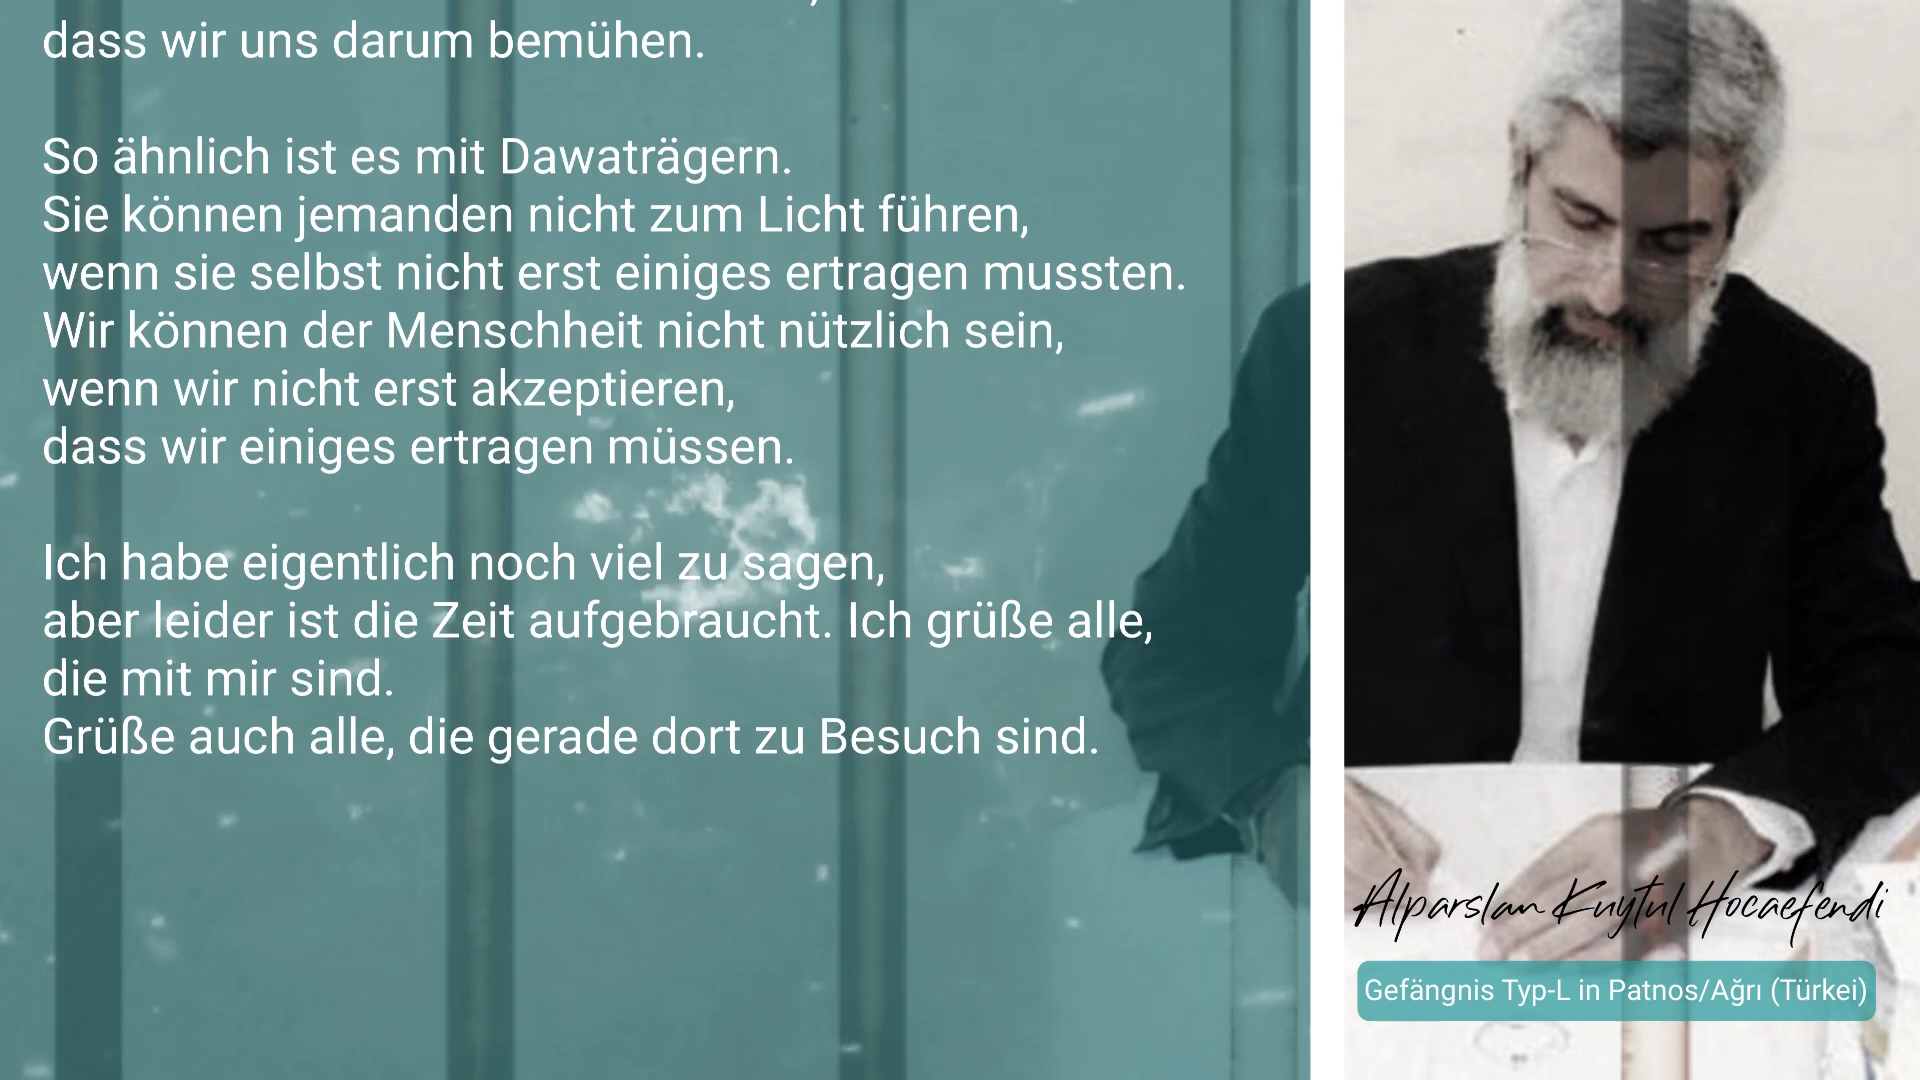 dass wir uns darum bemühen.
So ähnlich ist es mit Dawaträgern.
Sie können jemanden nicht zum Licht führen,
wenn sie selbst nicht erst einiges ertragen mussten.
Wir können der Menschheit nicht nützlich sein,
wenn wir nicht erst akzeptieren,
dass wir einiges ertragen müssen.
Ich habe eigentlich noch viel zu sagen,
aber leider ist die Zeit aufgebraucht. Ich grüße alle,
die mit mir sind.
Grüße auch alle, die gerade dort zu Besuch sind.
Alparslan Kuytul Hocaefendi
Gefängnis Typ-L in Patnos/Ağrı (Türkei)